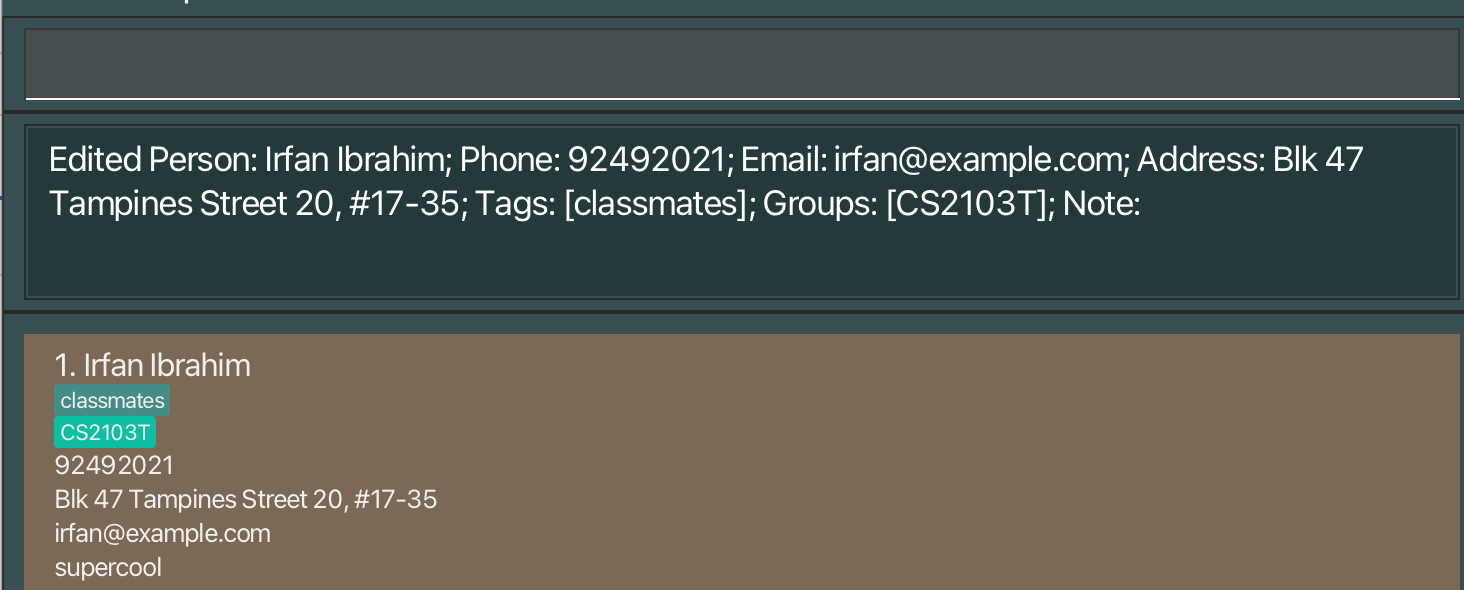 Edited Person: Irfan Ibrahim; Phone: 92492021; Email: irfan@example.com; Address: Blk 47
Tampines Street 20, #17-35; Tags: [classmates]; Groups: [CS2103T]; Note:
1. Irfan Ibrahim
classmates
CS2103T
92492021
Blk 47 Tampines Street 20, #17-35
irfan@example.com
supercool